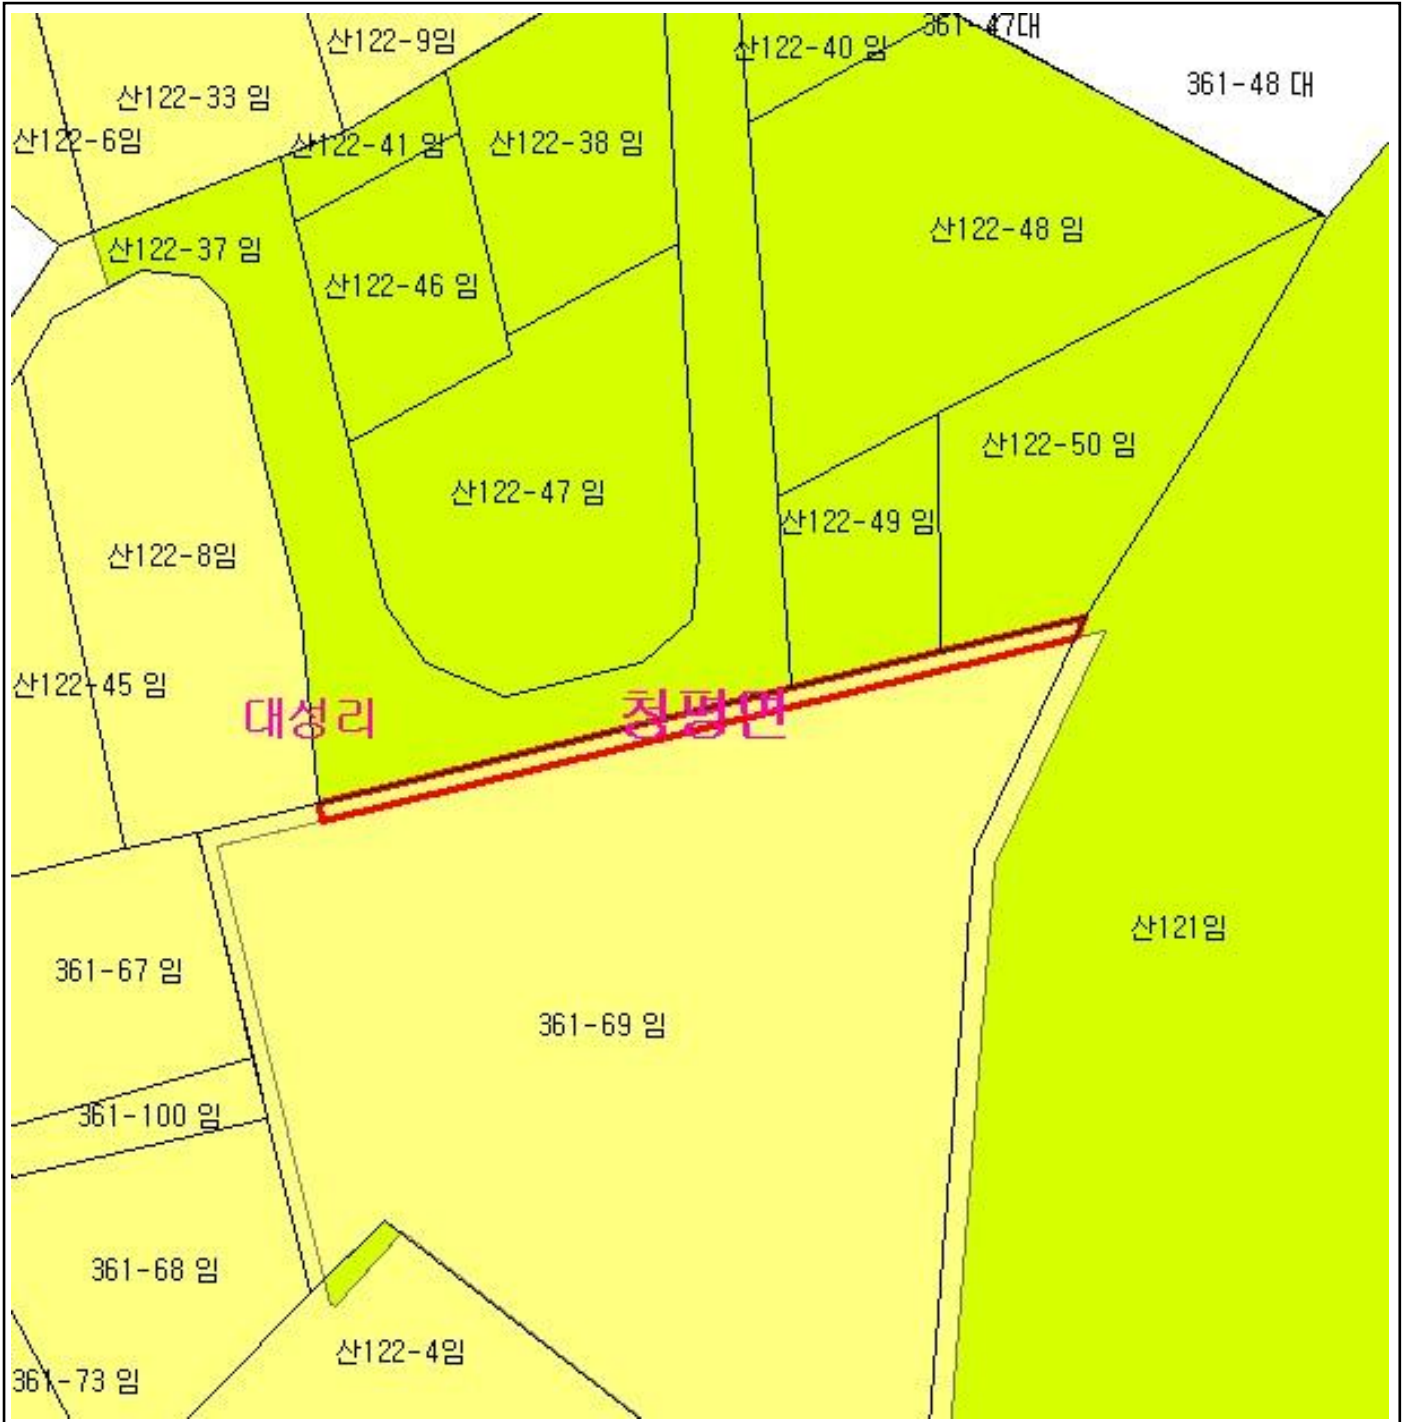 361-47대
산122-9임
산122-40 임
361-48 대
산122-33 임
산122-6임
산122-41 임
산122-38 임
산122-48 임
산122-37 임
산122-46 임
산122-50 임
산122-47 임
산122-49 임
산122-8임
산122-45 임
대성리
청평면
산121임
361-67 임
361-69 임
361-100 임
361-68 임
산122-4임
361-73 임